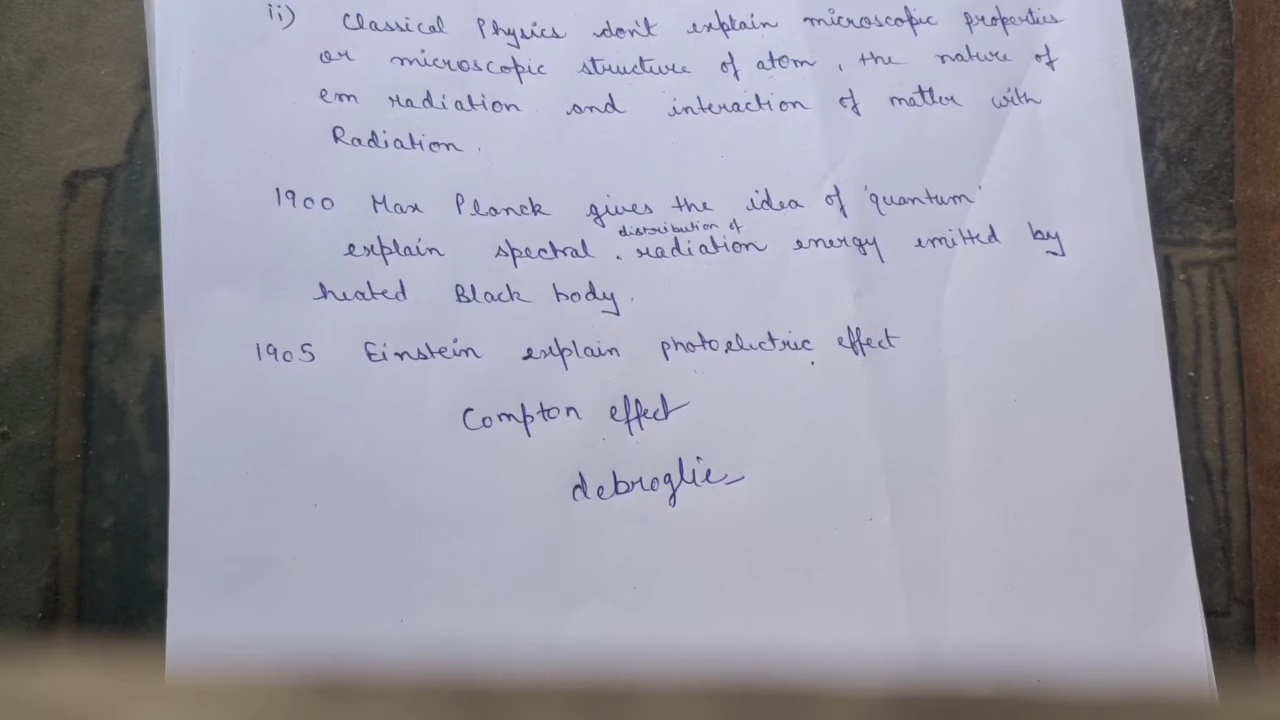 ii) Classical Physics don't explain microscopic properties
or microscopic structure of atom, the nature of
em radiation and interaction of matter with
Radiation.
1900 Max Planck gives the idea of 'quantum'
distribution of
explain spectral . radiation energy emitted by
heated Black body.
1905 Einstein explain photoelectric effect
Compton effect
debroglie